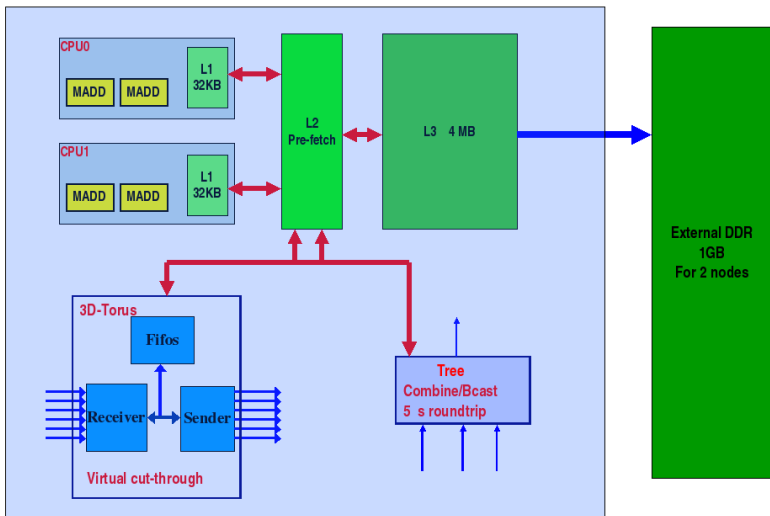 CPU0
L1
32KB
MADD MADD
CPU1
L1
32KB
MADD MADD
L2
Pre-fetch
L3 4 MB
External DDR
1GB
For 2 nodes
3D-Torus
Fifos
Receiver
Sender
Virtual cut-through
Tree
Combine/Bcast
5 s roundtrip